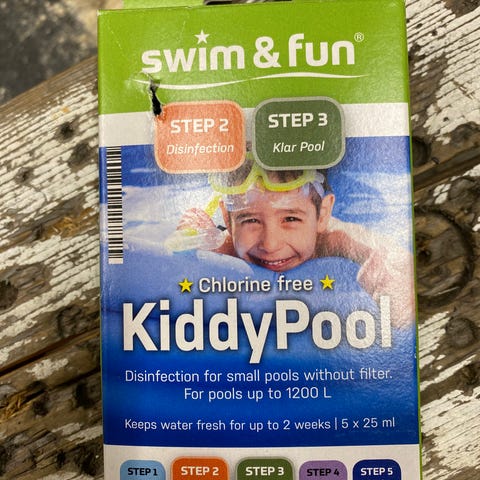 swim & fun®
STEP 2
Disinfection
STEP 3
Klar Pool
Chlorine free
KiddyPool
Disinfection for small pools without filter.
For pools up to 1200 L
Keeps water fresh for up to 2 weeks | 5 x 25 ml
STEP 1 STEP 2 STEP 3 STEP 4 STEP 5